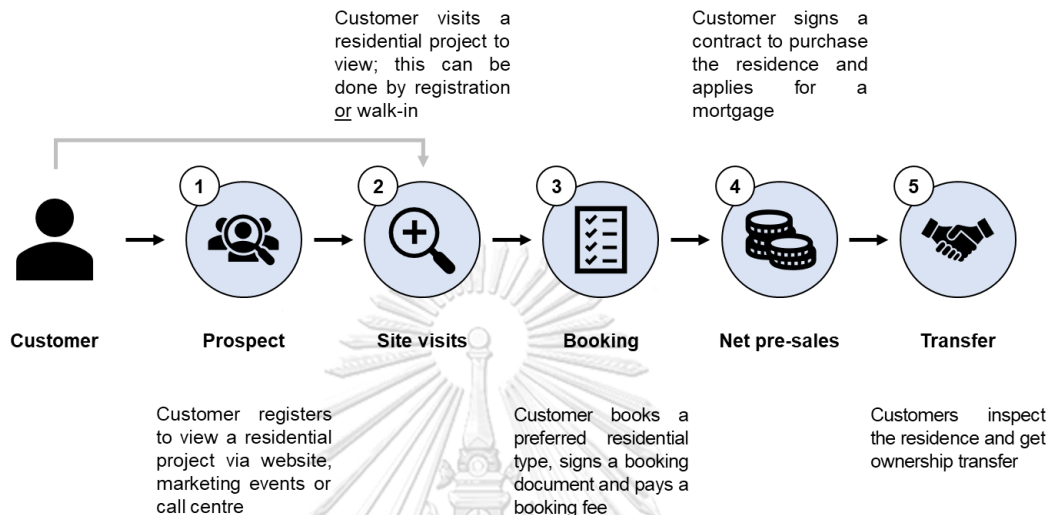 Customer visits a
residential project to
view; this can be
done by registration
or walk-in
Customer signs a
contract to purchase
the residence and
applies for a
mortgage
1
2
3
4
5
Customer
Prospect
Site visits
Booking
Net pre-sales
Transfer
Customer registers
to view a residential
project via website,
marketing events or
call centre
Customer books a
preferred residential
type, signs a booking
document and pays a
booking fee
Customers inspect
the residence and get
ownership transfer